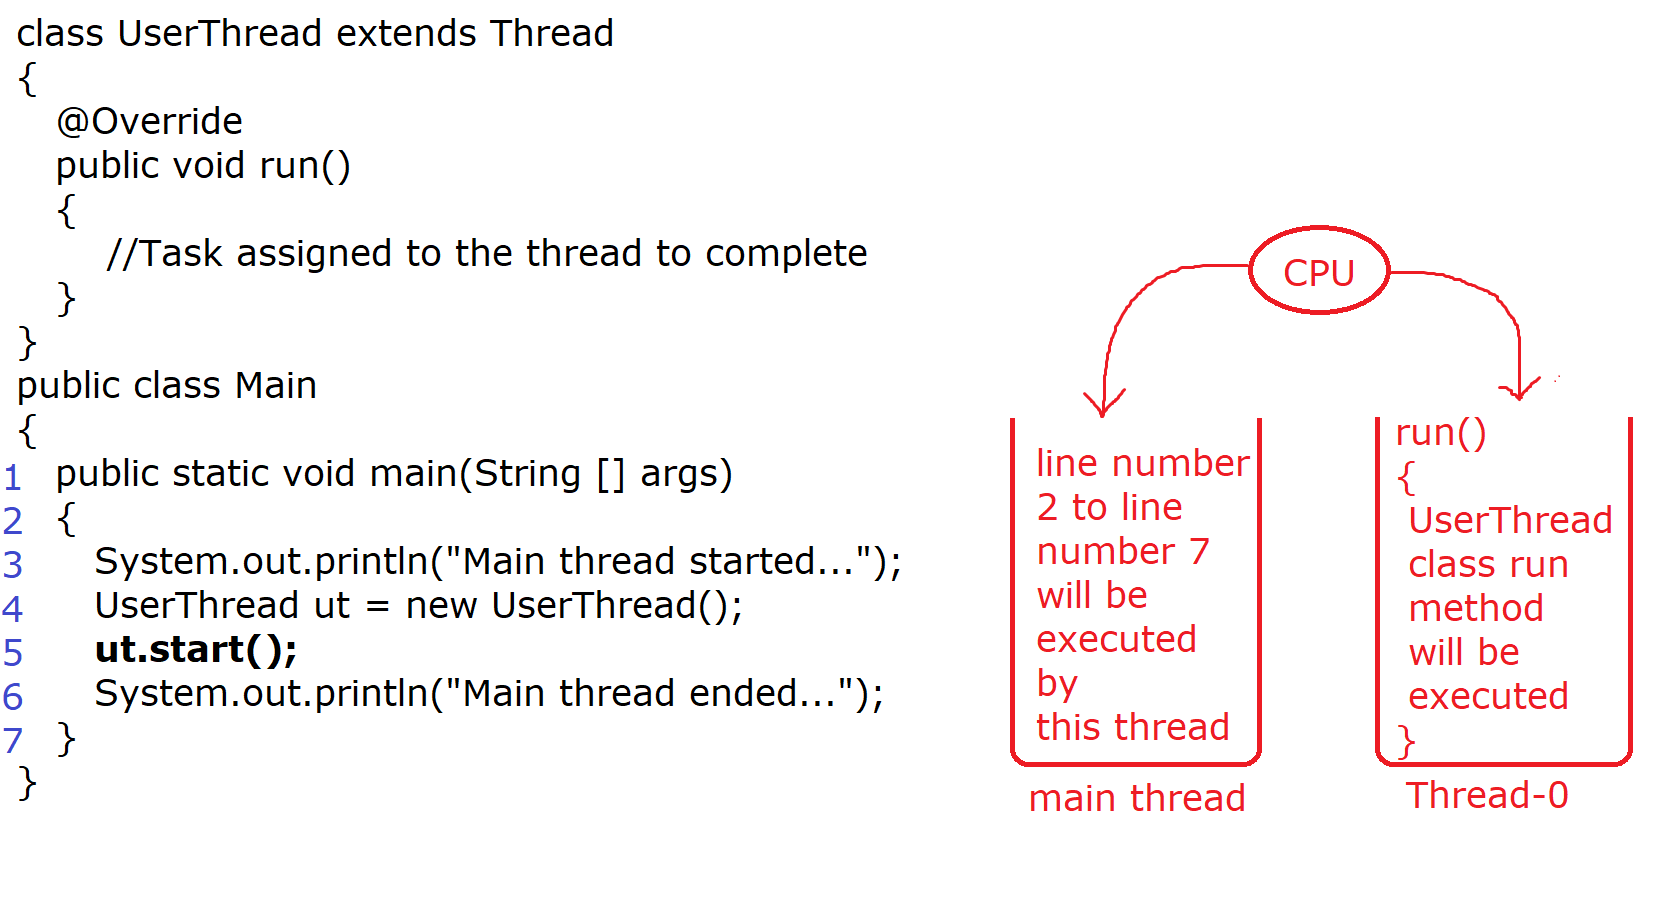 class UserThread extends Thread
{
@Override
public void run()
{
//Task assigned to the thread to complete
}
}
public class Main
{
1 public static void main(String [] args)
2 {
3 System.out.println("Main thread started...");
4 UserThread ut = new UserThread();
5 ut.start();
6 System.out.println("Main thread ended...");
7 }
}
CPU
line number
2 to line
number 7
will be
executed
by
this thread
main thread
run()
{
UserThread
class run
method
will be
executed
}
Thread-0